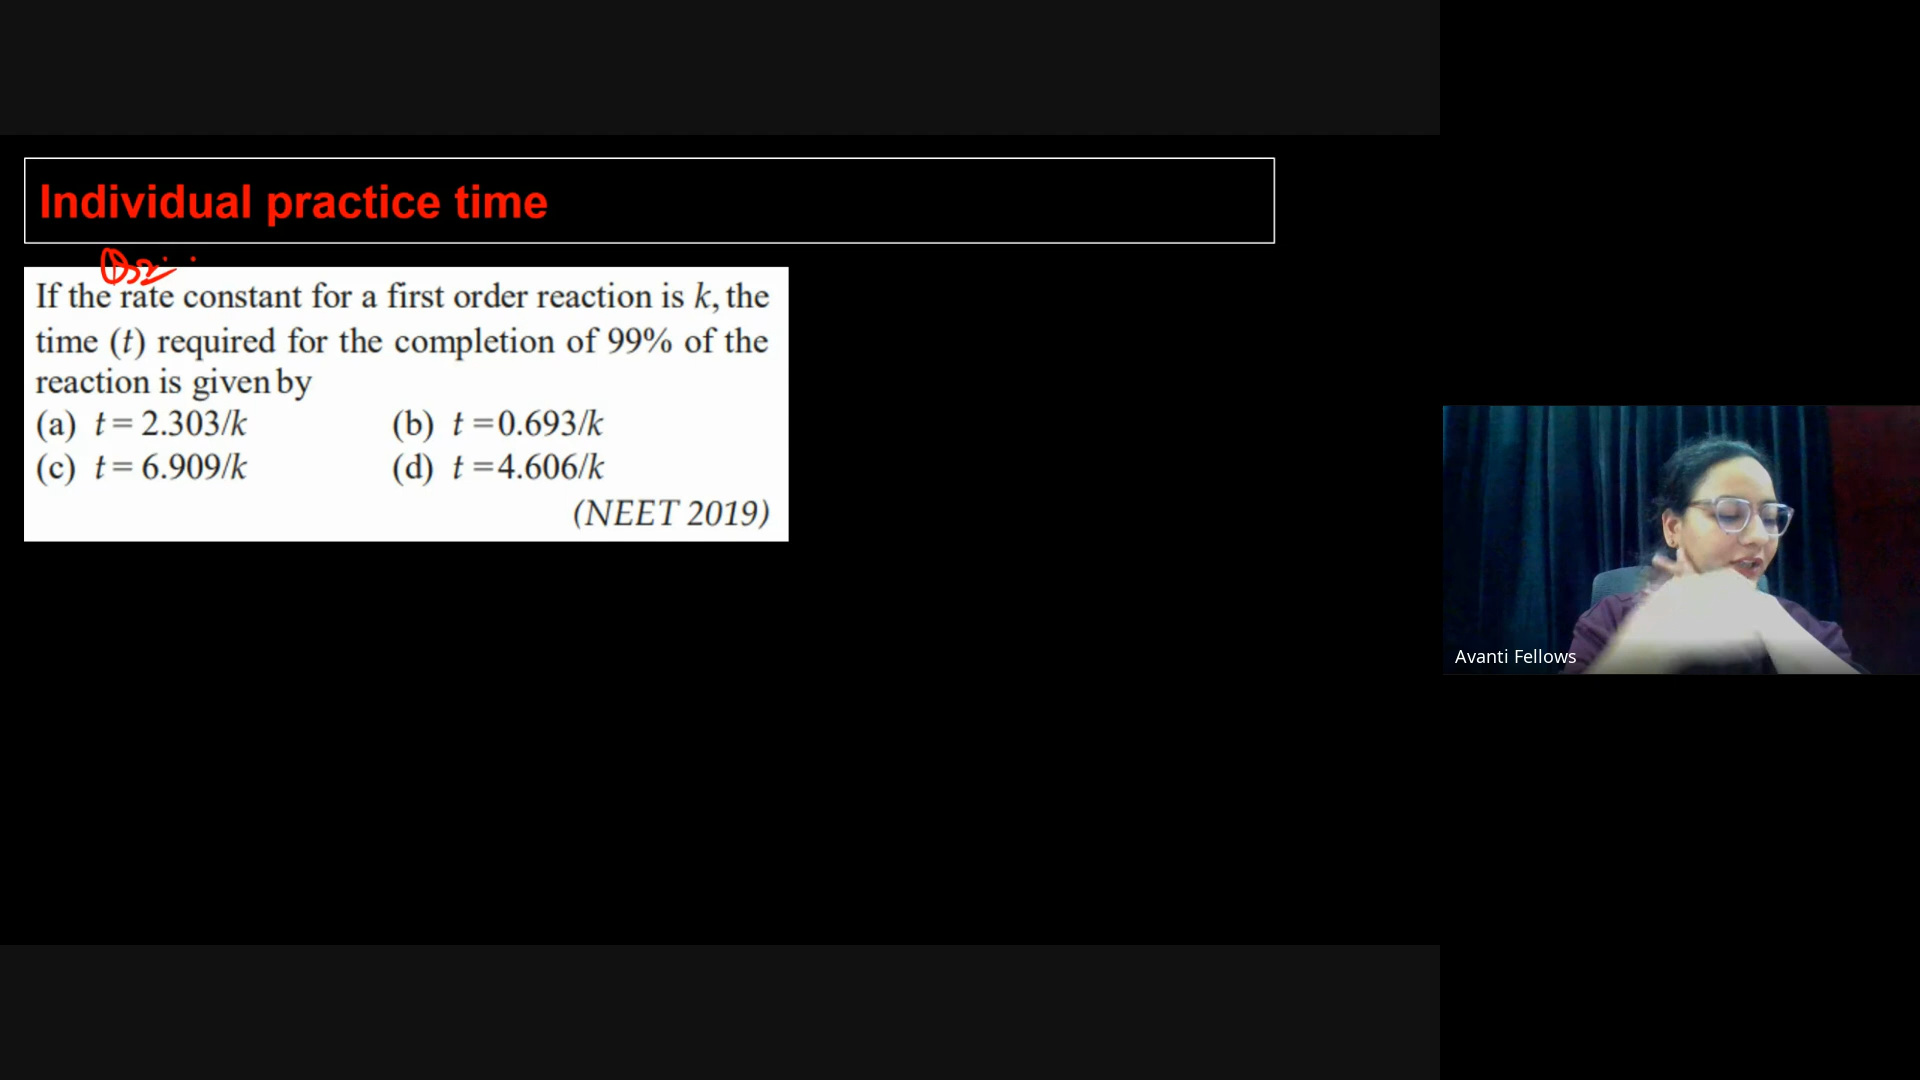 Individual practice time
If the rate constant for a first order reaction is k, the
time (t) required for the completion of 99% of the
reaction is given by
(a) t = 2.303/k (b) t = 0.693/k
(c) t = 6.909/k (d) t = 4.606/k
(NEET 2019)
Avanti Fellows